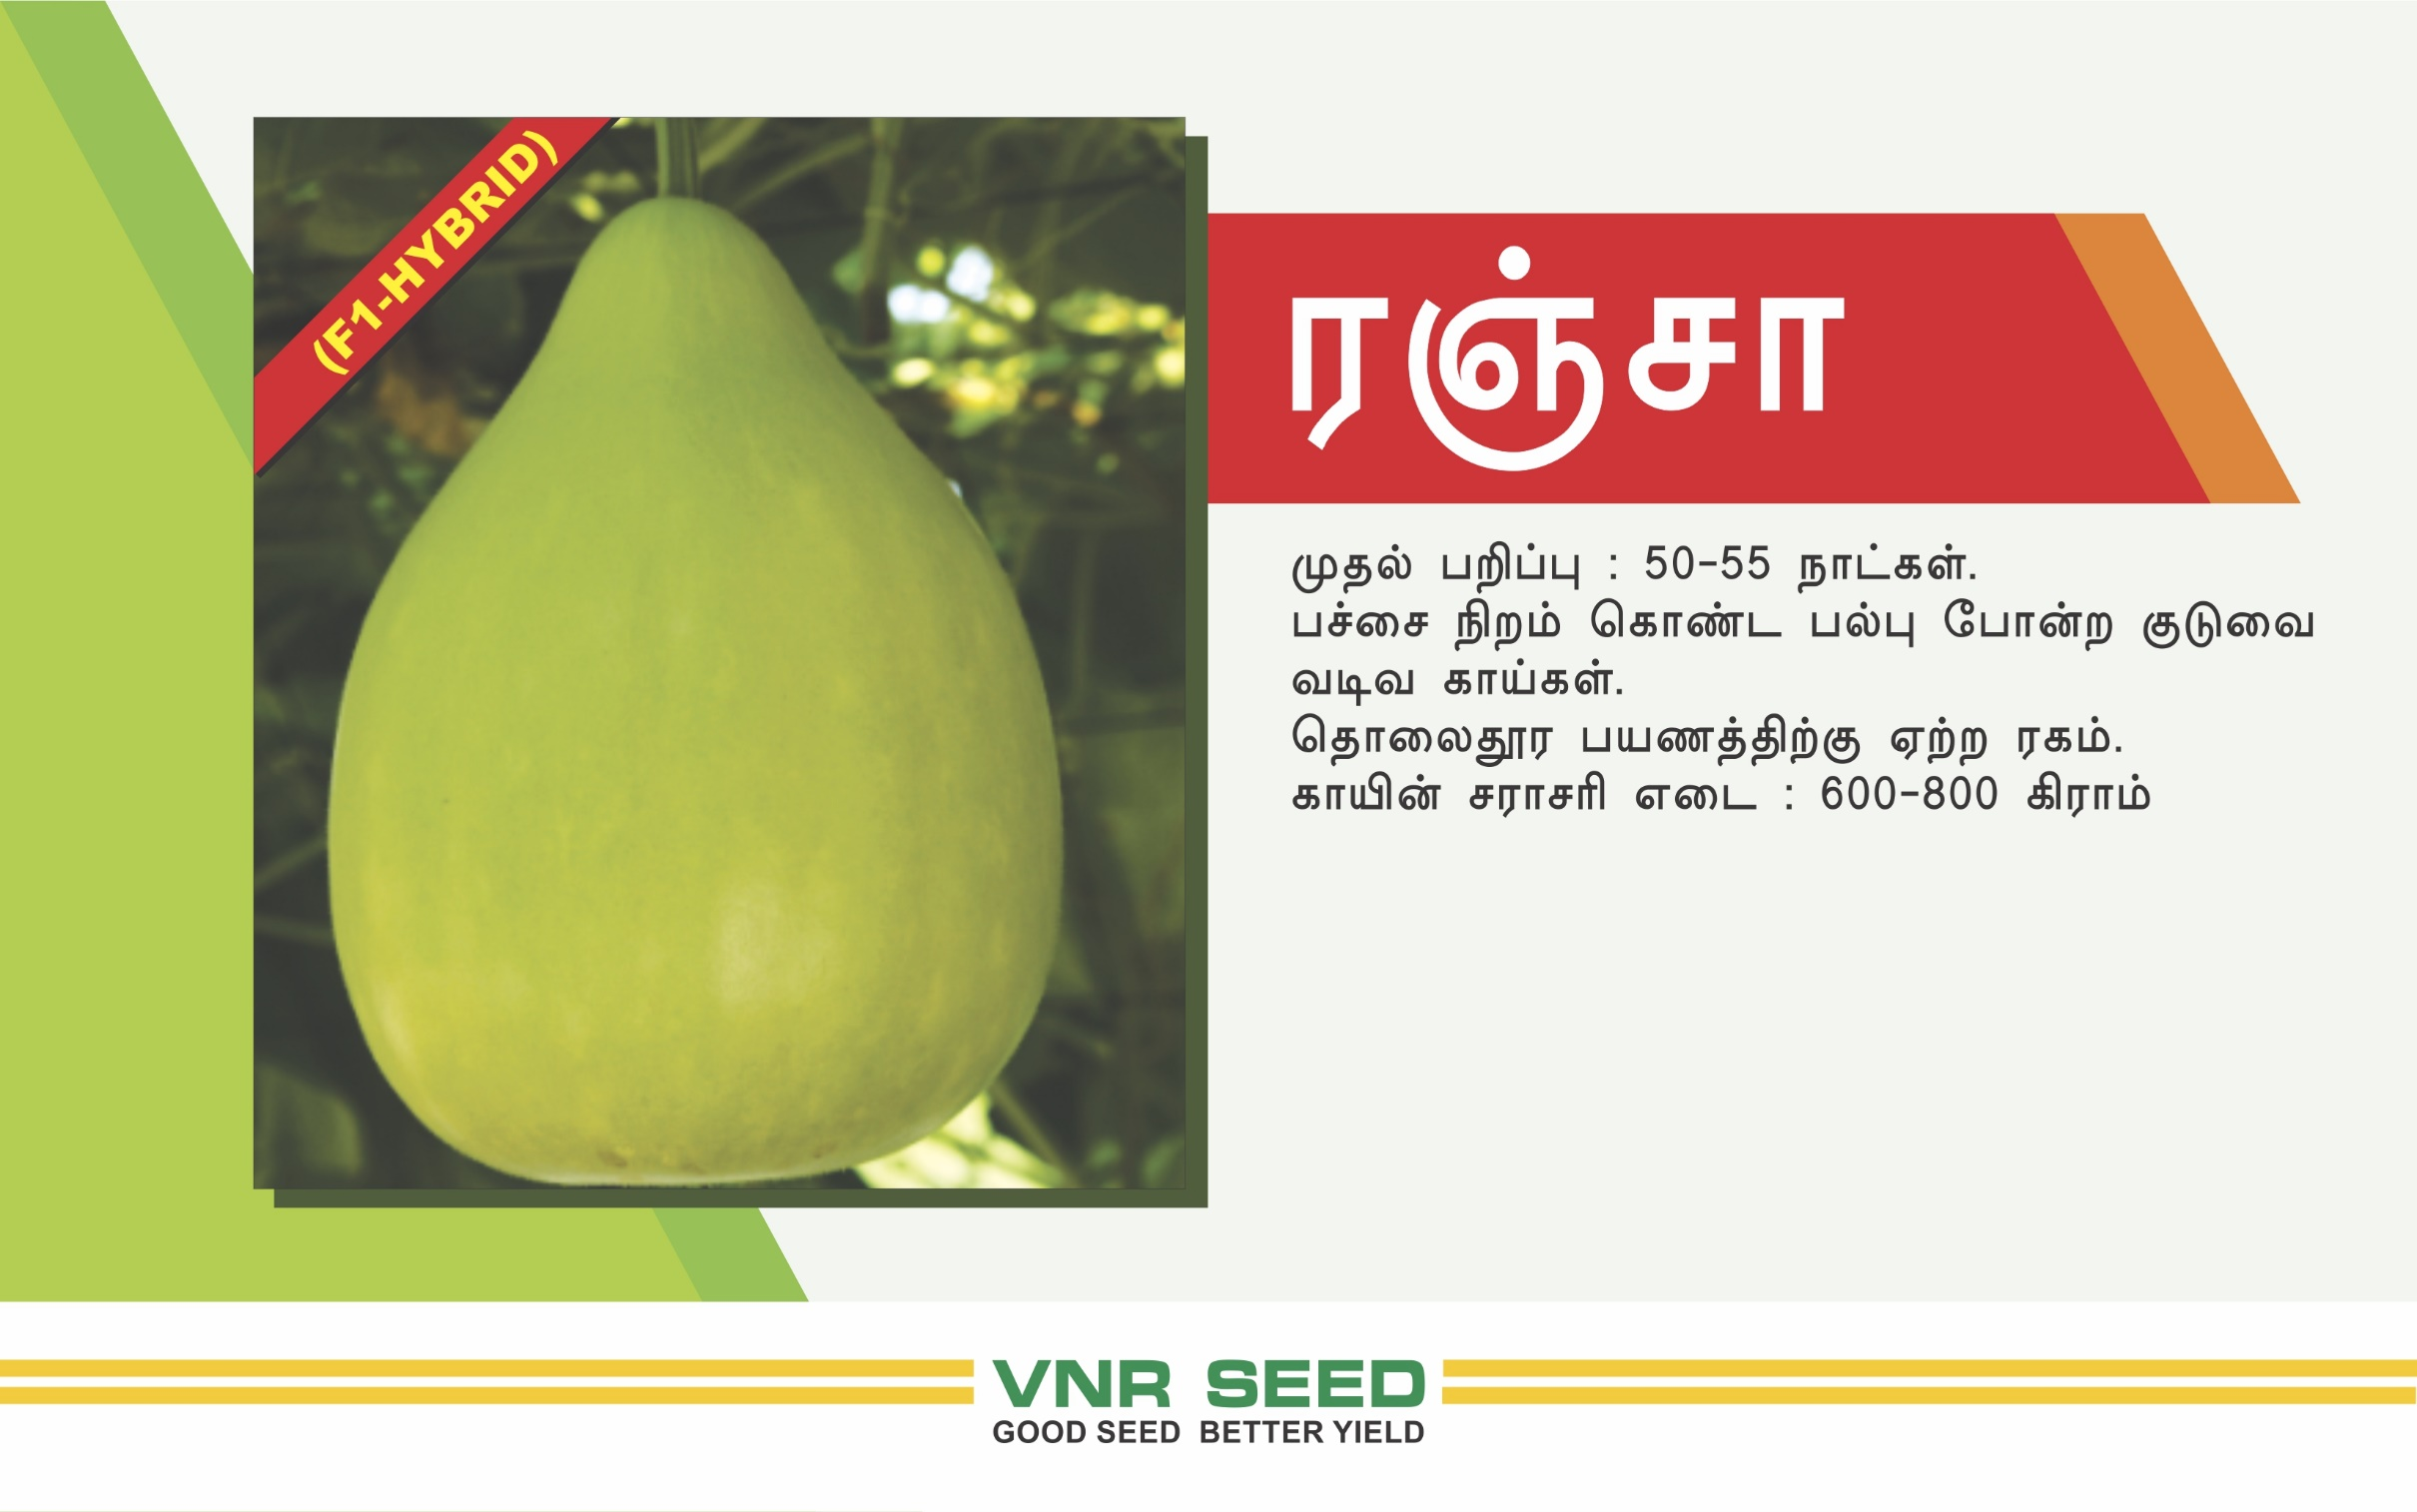 (F1-HYBRID)
ரஞ்சா
முதல் பறிப்பு : 50-55 நாட்கள்.
பச்சை நிறம் கொண்ட பல்பு போன்ற குடுவை
வடிவ காய்கள்.
தொலைதூர பயணத்திற்கு ஏற்ற ரகம்.
காயின் சராசரி எடை : 600-800 கிராம்
VNR SEED
GOOD SEED BETTER YIELD